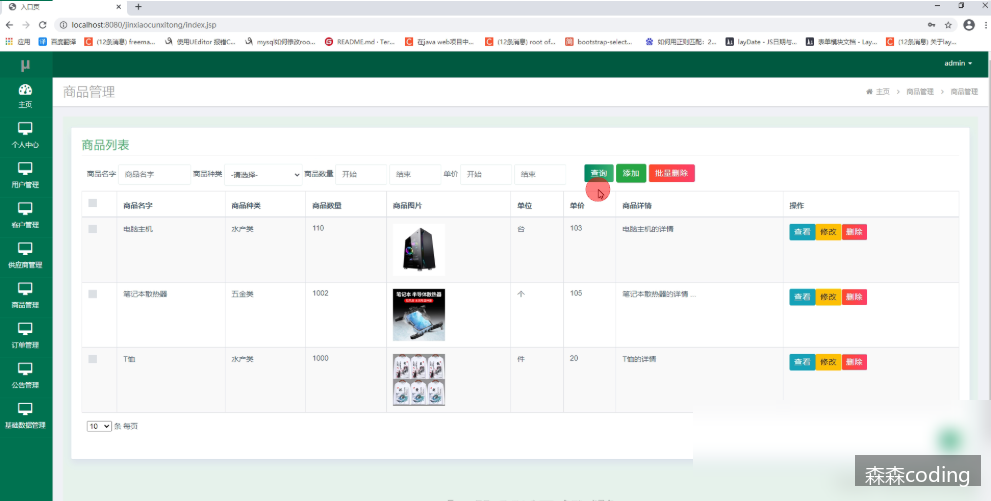 入口页
localhost:8080/jinxiaocunxitong/index.jsp
应用 百度翻译 (12条消息) freema... 使用UEditor 报错C... mysql如何修改roo... README.md · Ter... 在java web项目中... (12条消息) root of... bootstrap-select... 如何用正则匹配：2... layDate - JS日期与... 表单模块文档 - Lay... (12条消息) 关于lay...
μ admin
主页
个人中心
用户管理
客户管理
供应商管理
商品管理
订单管理
公告管理
基础数据管理
商品管理 主页 > 商品管理 > 商品管理
商品列表
商品名字 商品名字 商品种类 -请选择- 商品数量 开始 结束 单价 开始 结束 查询 添加 批量删除
商品名字 商品种类 商品数量 商品图片 单位 单价 商品详情 操作
电脑主机 水产类 110 台 103 电脑主机的详情 查看 修改 删除
笔记本 半导体散热器
笔记本散热器 五金类 1002 个 105 笔记本散热器的详情 ... 查看 修改 删除
T恤 水产类 1000 件 20 T恤的详情 查看 修改 删除
10 条 每页
森森coding